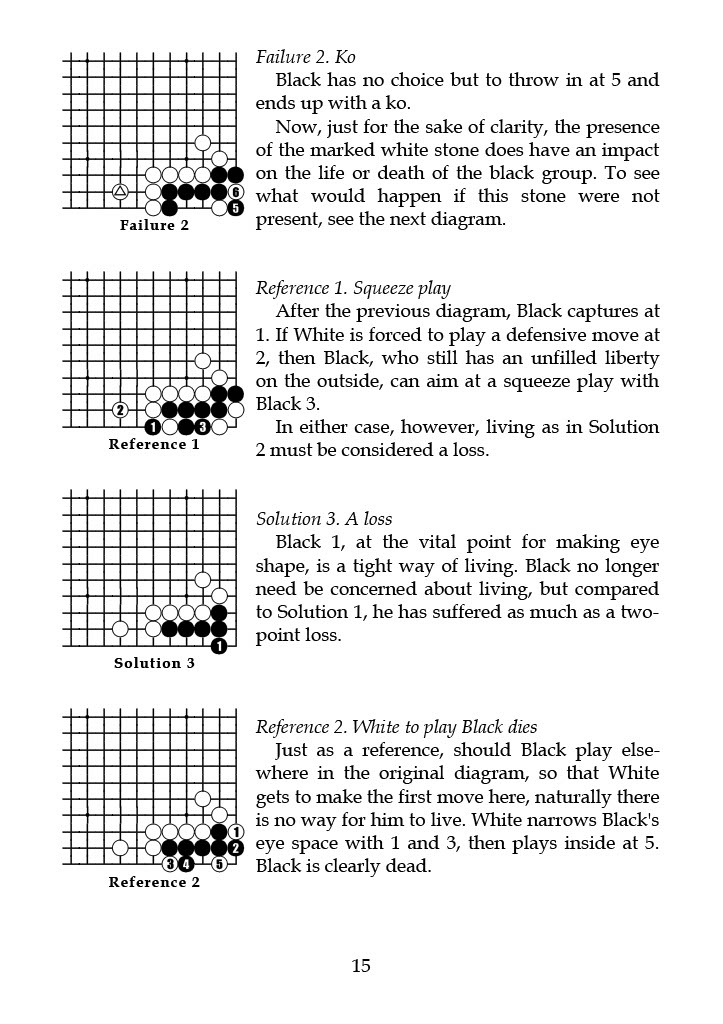 Failure 2. Ko
Black has no choice but to throw in at 5 and
ends up with a ko.
Now, just for the sake of clarity, the presence
of the marked white stone does have an impact
on the life or death of the black group. To see
what would happen if this stone were not
present, see the next diagram.
6
5
Failure 2
Reference 1. Squeeze play
After the previous diagram, Black captures at
1. If White is forced to play a defensive move at
2, then Black, who still has an unfilled liberty
on the outside, can aim at a squeeze play with
Black 3.
In either case, however, living as in Solution
2 must be considered a loss.
2
1 3
Reference 1
Solution 3. A loss
Black 1, at the vital point for making eye
shape, is a tight way of living. Black no longer
need be concerned about living, but compared
to Solution 1, he has suffered as much as a two-
point loss.
1
Solution 3
Reference 2. White to play Black dies
Just as a reference, should Black play else-
where in the original diagram, so that White
gets to make the first move here, naturally there
is no way for him to live. White narrows Black's
eye space with 1 and 3, then plays inside at 5.
Black is clearly dead.
1
2
3 4 5
Reference 2
15